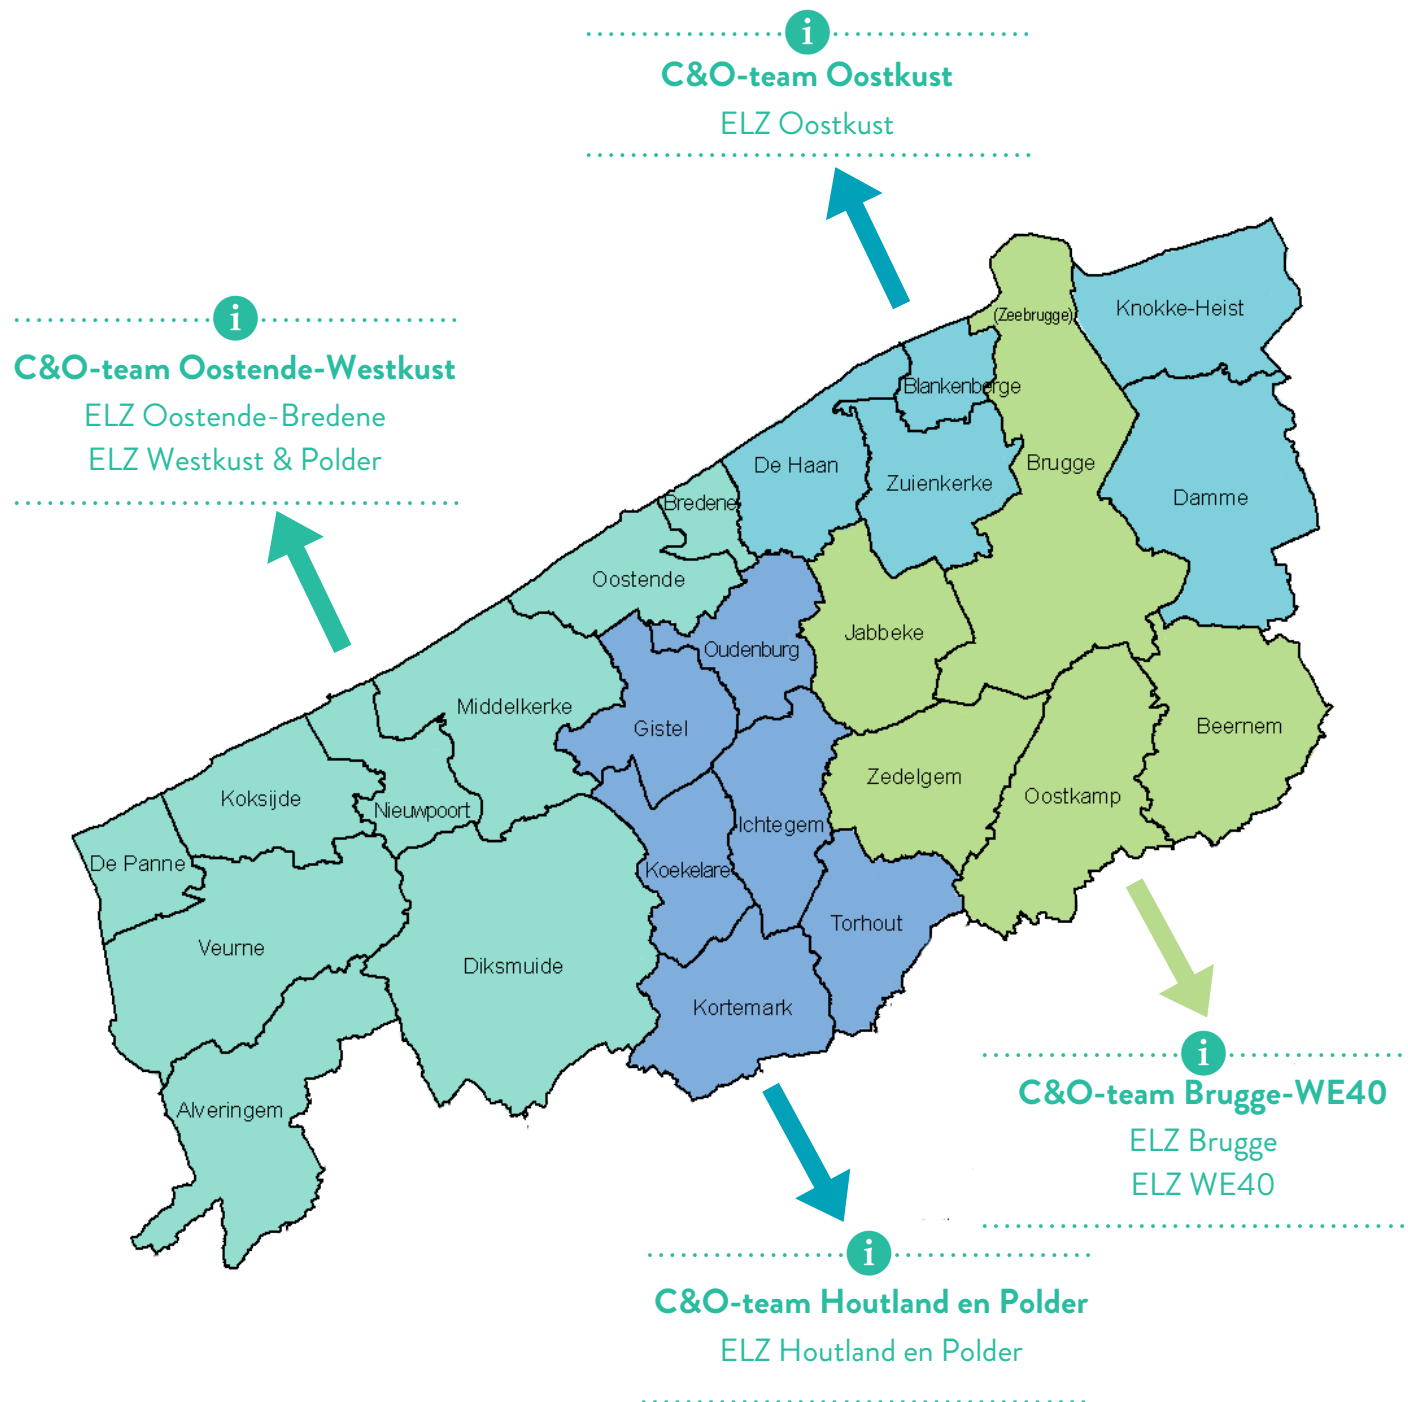 i
C&O-team Oostkust
ELZ Oostkust
i
C&O-team Oostende-Westkust
ELZ Oostende-Bredene
ELZ Westkust & Polder
(Zeebrugge)
Knokke-Heist
Blankenberge
De Haan
Zuienkerke
Brugge
Damme
Bredene
Oostende
Jabbeke
Oudenburg
Middelkerke
Gistel
Beernem
Zedelgem
Koksijde
Nieuwpoort
Oostkamp
Ichtegem
De Panne
Koekelare
Torhout
Veurne
Diksmuide
Kortemark
Alveringem
i
C&O-team Brugge-WE40
ELZ Brugge
ELZ WE40
i
C&O-team Houtland en Polder
ELZ Houtland en Polder